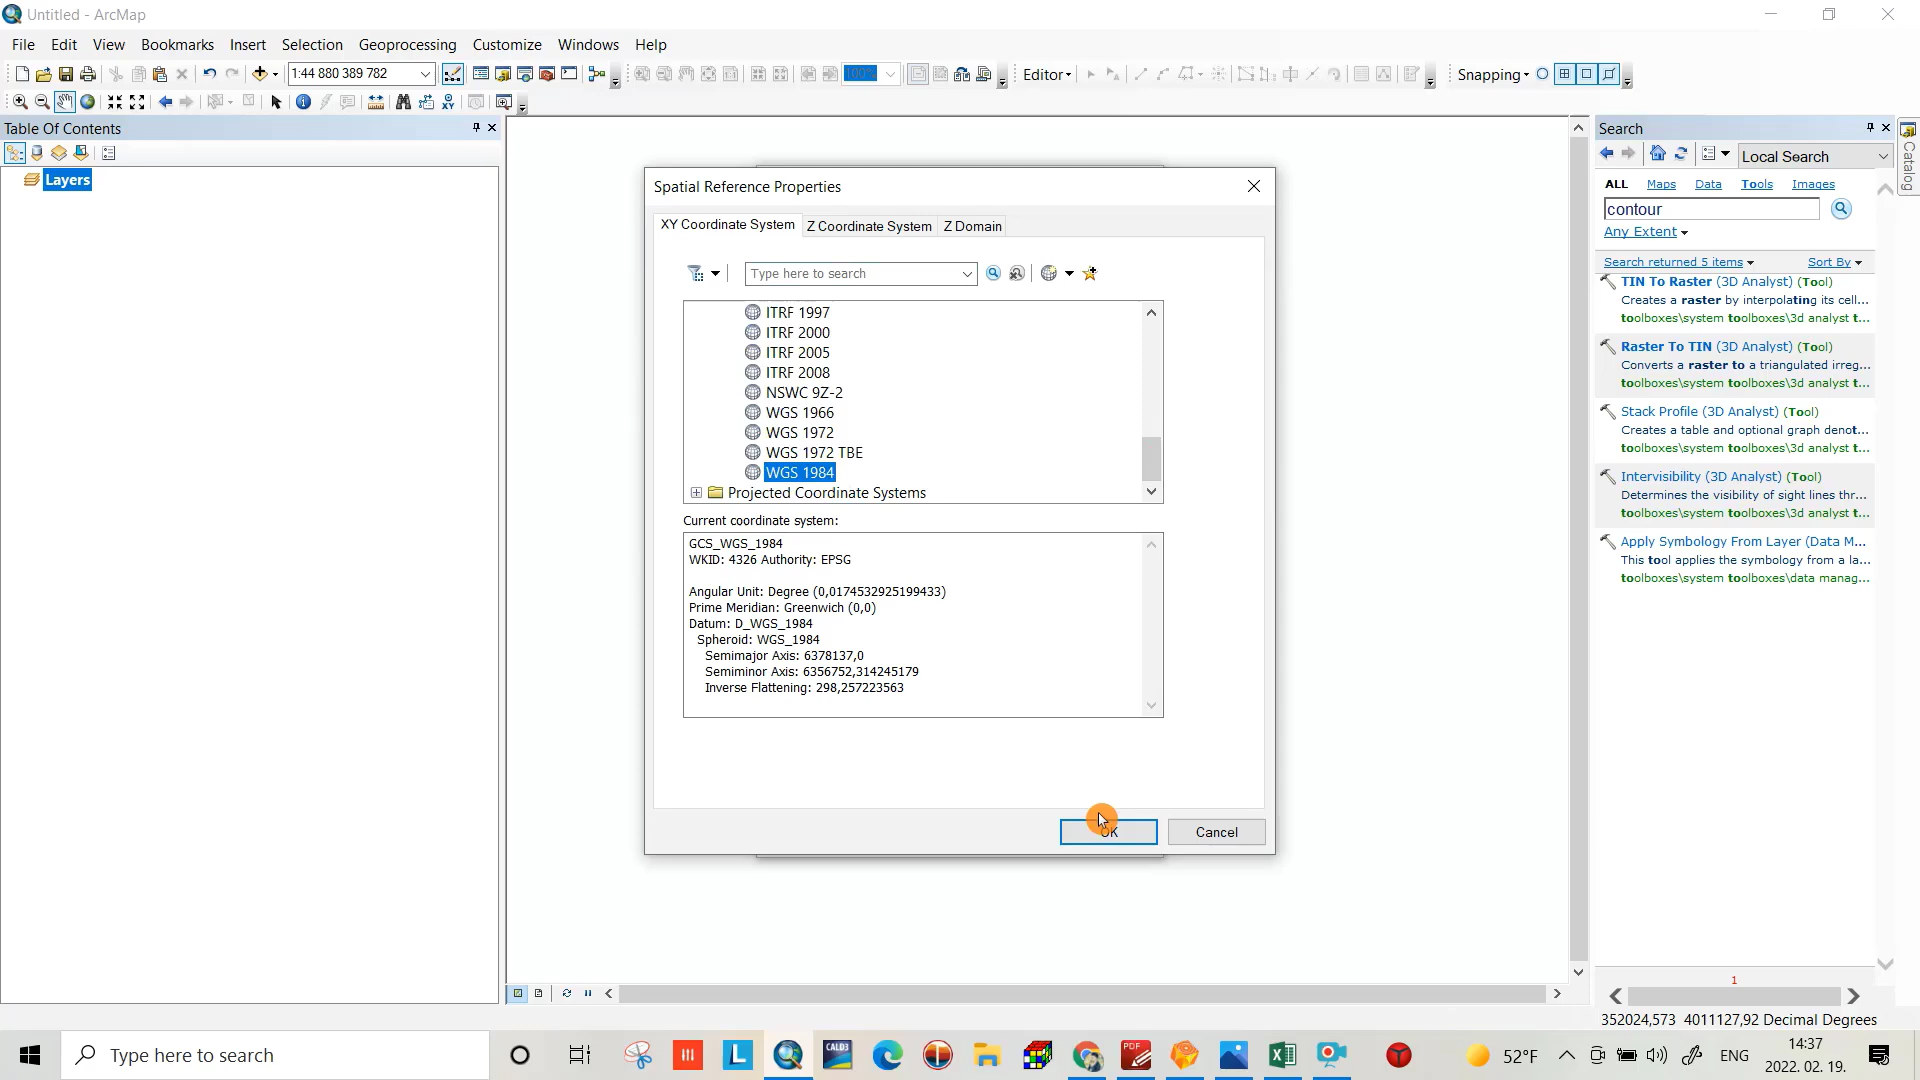 Untitled - ArcMap
File Edit View Bookmarks Insert Selection Geoprocessing Customize Windows Help
1:44 880 389 782
100%
Editor
Snapping
Table Of Contents
Layers
Spatial Reference Properties
XY Coordinate System Z Coordinate System Z Domain
Type here to search
ITRF 1997
ITRF 2000
ITRF 2005
ITRF 2008
NSWC 9Z-2
WGS 1966
WGS 1972
WGS 1972 TBE
WGS 1984
Projected Coordinate Systems
Current coordinate system:
GCS_WGS_1984
WKID: 4326 Authority: EPSG
Angular Unit: Degree (0,0174532925199433)
Prime Meridian: Greenwich (0,0)
Datum: D_WGS_1984
Spheroid: WGS_1984
Semimajor Axis: 6378137,0
Semiminor Axis: 6356752,314245179
Inverse Flattening: 298,257223563
OK Cancel
Search
Catalog
Local Search
ALL Maps Data Tools Images
contour
Any Extent
Search returned 5 items Sort By
TIN To Raster (3D Analyst) (Tool)
Creates a raster by interpolating its cell...
toolboxes\system toolboxes\3d analyst t...
Raster To TIN (3D Analyst) (Tool)
Converts a raster to a triangulated irreg...
toolboxes\system toolboxes\3d analyst t...
Stack Profile (3D Analyst) (Tool)
Creates a table and optional graph denot...
toolboxes\system toolboxes\3d analyst t...
Intervisibility (3D Analyst) (Tool)
Determines the visibility of sight lines thr...
toolboxes\system toolboxes\3d analyst t...
Apply Symbology From Layer (Data M...
This tool applies the symbology from a la...
toolboxes\system toolboxes\data manag...
1
352024,573 4011127,92 Decimal Degrees
Type here to search
CALD3
PDF
52°F
ENG
14:37
2022. 02. 19.